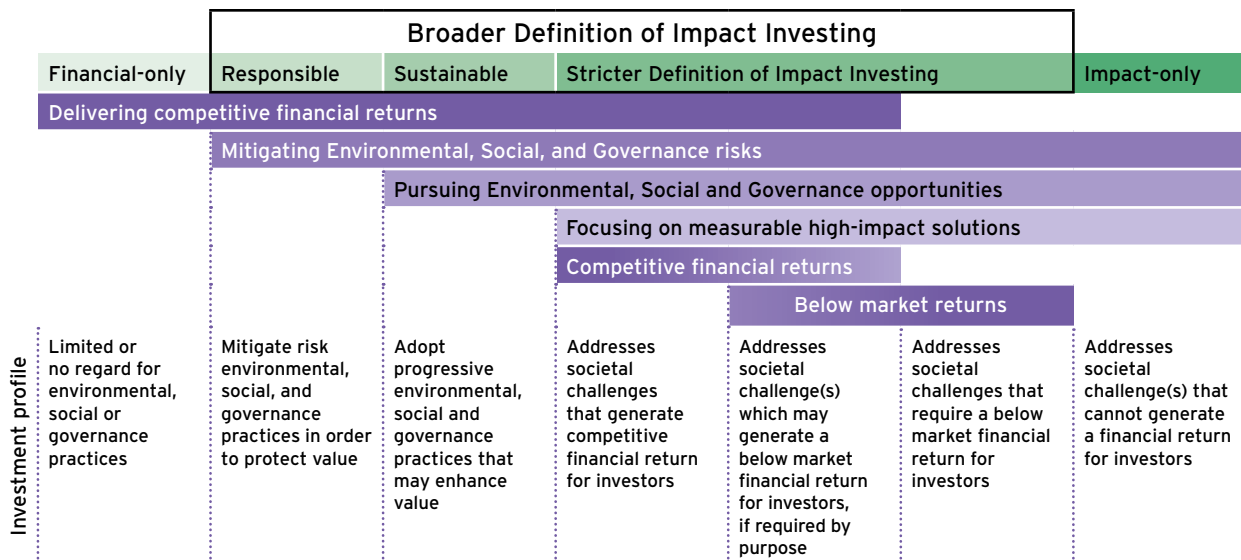 Broader Definition of Impact Investing
Financial-only
Responsible
Sustainable
Stricter Definition of Impact Investing
Impact-only
Delivering competitive financial returns
Mitigating Environmental, Social, and Governance risks
Pursuing Environmental, Social and Governance opportunities
Focusing on measurable high-impact solutions
Competitive financial returns
Below market returns
Investment profile
Limited or
no regard for
environmental,
social or
governance
practices
Mitigate risk
environmental,
social, and
governance
practices in order
to protect value
Adopt
progressive
environmental,
social and
governance
practices that
may enhance
value
Addresses
societal
challenges
that generate
competitive
financial return
for investors
Addresses
societal
challenge(s)
which may
generate a
below market
financial return
for investors,
if required by
purpose
Addresses
societal
challenges that
require a below
market financial
return for
investors
Addresses
societal
challenge(s) that
cannot generate
a financial return
for investors